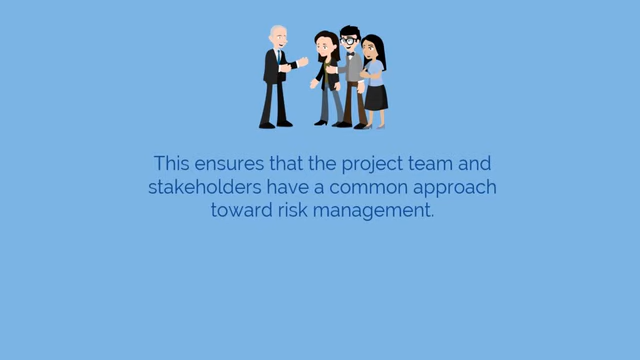 This ensures that the project team and
stakeholders have a common approach
toward risk management.